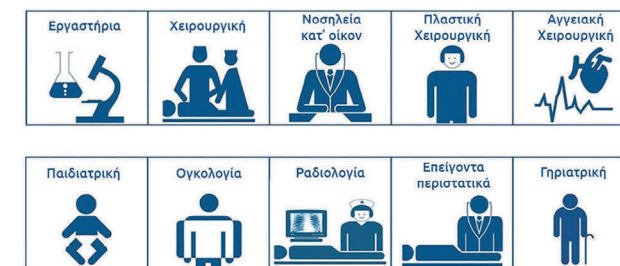 Εργαστήρια
Χειρουργική
Νοσηλεία
κατ' οίκον
Πλαστική
Χειρουργική
Αγγειακή
Χειρουργική
Παιδιατρική
Ογκολογία
Ραδιολογία
Επείγοντα
περιστατικά
Γηριατρική